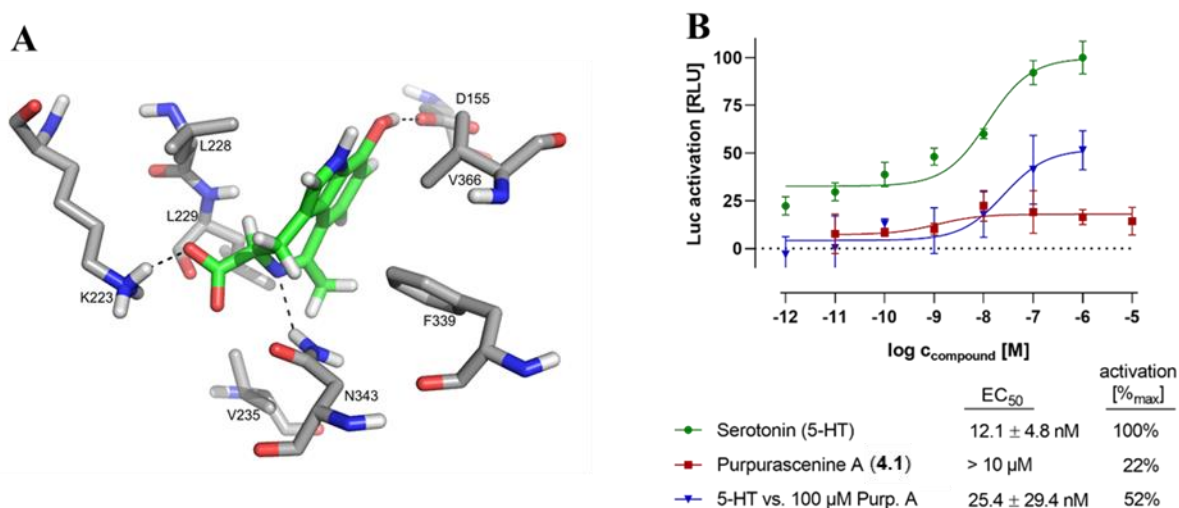 A
D155
L228
V366
L229
K223
F339
N343
V235
B
Luc activation [RLU]
100
75
50
25
0
-12 -11 -10 -9 -8 -7 -6 -5
log c_compound [M]
EC₅₀ activation [%max]
Serotonin (5-HT) 12.1 ± 4.8 nM 100%
Purpurascenine A (4.1) > 10 µM 22%
5-HT vs. 100 µM Purp. A 25.4 ± 29.4 nM 52%